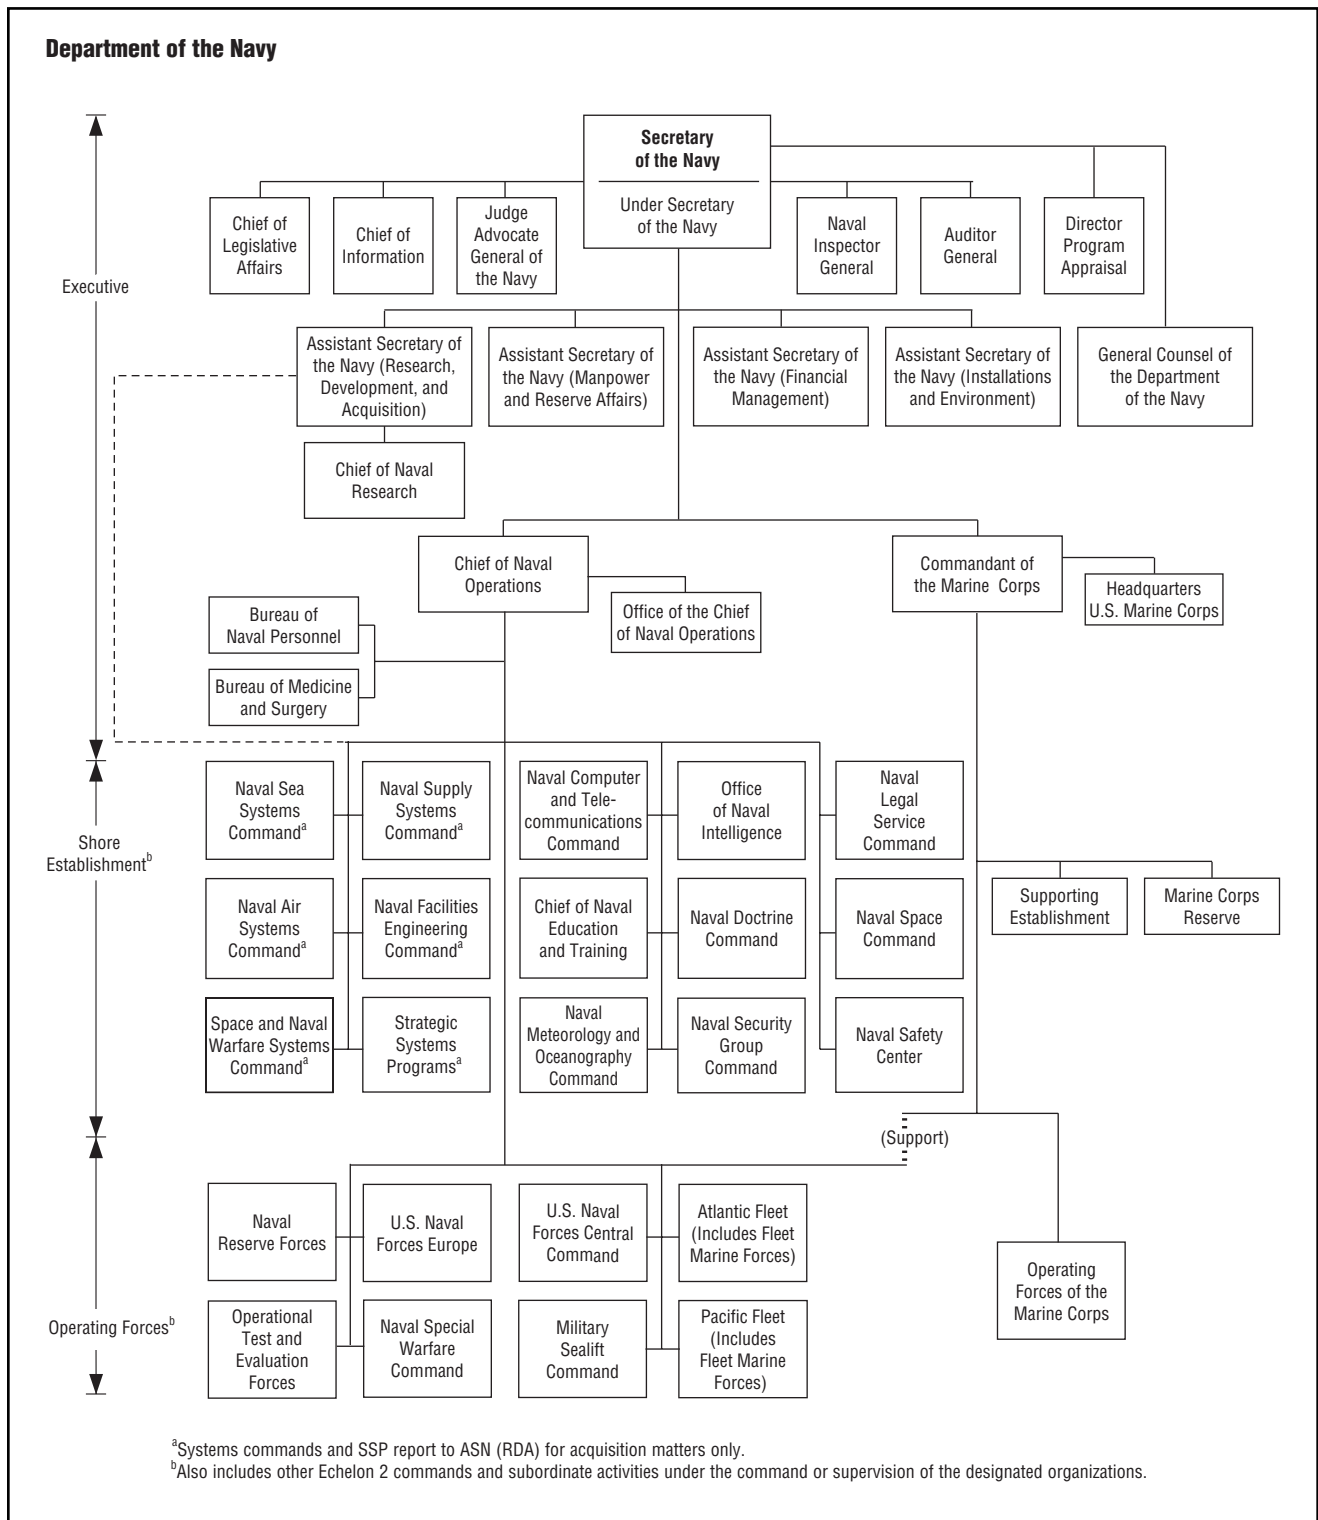 Department of the Navy
Secretary
of the Navy
Under Secretary
of the Navy
Chief of
Legislative
Affairs
Chief of
Information
Judge
Advocate
General of
the Navy
Naval
Inspector
General
Auditor
General
Director
Program
Appraisal
Executive
Assistant Secretary of
the Navy (Research,
Development, and
Acquisition)
Assistant Secretary of
the Navy (Manpower
and Reserve Affairs)
Assistant Secretary of
the Navy (Financial
Management)
Assistant Secretary of
the Navy (Installations
and Environment)
General Counsel of
the Department
of the Navy
Chief of Naval
Research
Chief of Naval
Operations
Commandant of
the Marine Corps
Office of the Chief
of Naval Operations
Headquarters
U.S. Marine Corps
Bureau of
Naval Personnel
Bureau of Medicine
and Surgery
Shore
Establishmentᵇ
Naval Sea
Systems
Commandᵃ
Naval Supply
Systems
Commandᵃ
Naval Computer
and Tele-
communications
Command
Office
of Naval
Intelligence
Naval
Legal
Service
Command
Naval Air
Systems
Commandᵃ
Naval Facilities
Engineering
Commandᵃ
Chief of Naval
Education
and Training
Naval Doctrine
Command
Naval Space
Command
Supporting
Establishment
Marine Corps
Reserve
Space and Naval
Warfare Systems
Commandᵃ
Strategic
Systems
Programsᵃ
Naval
Meteorology and
Oceanography
Command
Naval Security
Group
Command
Naval Safety
Center
(Support)
Operating Forcesᵇ
Naval
Reserve Forces
U.S. Naval
Forces Europe
U.S. Naval
Forces Central
Command
Atlantic Fleet
(Includes Fleet
Marine Forces)
Operating
Forces of the
Marine Corps
Operational
Test and
Evaluation
Forces
Naval Special
Warfare
Command
Military
Sealift
Command
Pacific Fleet
(Includes
Fleet Marine
Forces)
ᵃSystems commands and SSP report to ASN (RDA) for acquisition matters only.
ᵇAlso includes other Echelon 2 commands and subordinate activities under the command or supervision of the designated organizations.